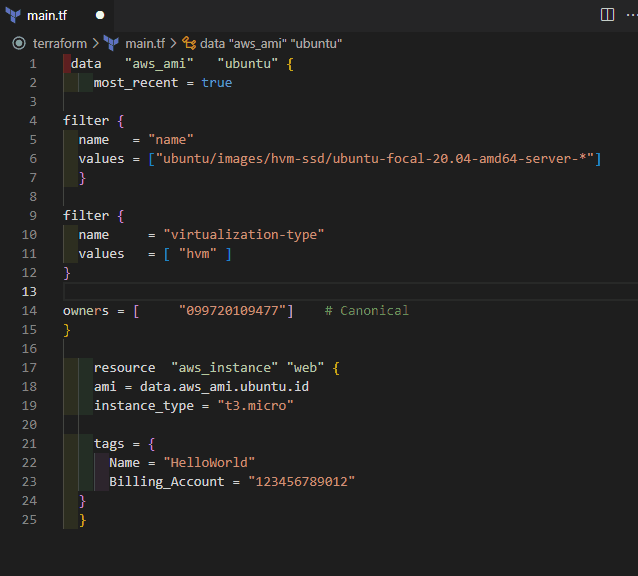 main.tf
terraform > main.tf > data "aws_ami" "ubuntu"
1 data "aws_ami" "ubuntu" {
2 most_recent = true
3
4 filter {
5 name = "name"
6 values = ["ubuntu/images/hvm-ssd/ubuntu-focal-20.04-amd64-server-*"]
7 }
8
9 filter {
10 name = "virtualization-type"
11 values = [ "hvm" ]
12 }
13
14 owners = [ "099720109477"] # Canonical
15 }
16
17 resource "aws_instance" "web" {
18 ami = data.aws_ami.ubuntu.id
19 instance_type = "t3.micro"
20
21 tags = {
22 Name = "HelloWorld"
23 Billing_Account = "123456789012"
24 }
25 }